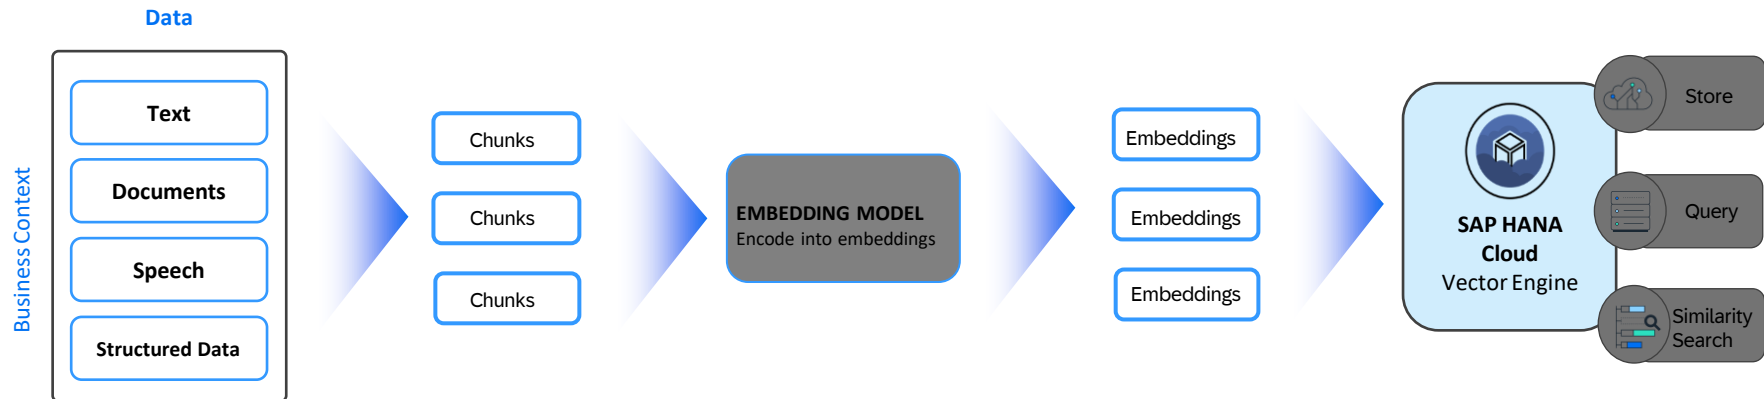 Data
Business Context
Text
Documents
Speech
Structured Data
Chunks
Chunks
Chunks
EMBEDDING MODEL
Encode into embeddings
Embeddings
Embeddings
Embeddings
SAP HANA
Cloud
Vector Engine
Store
Query
Similarity
Search